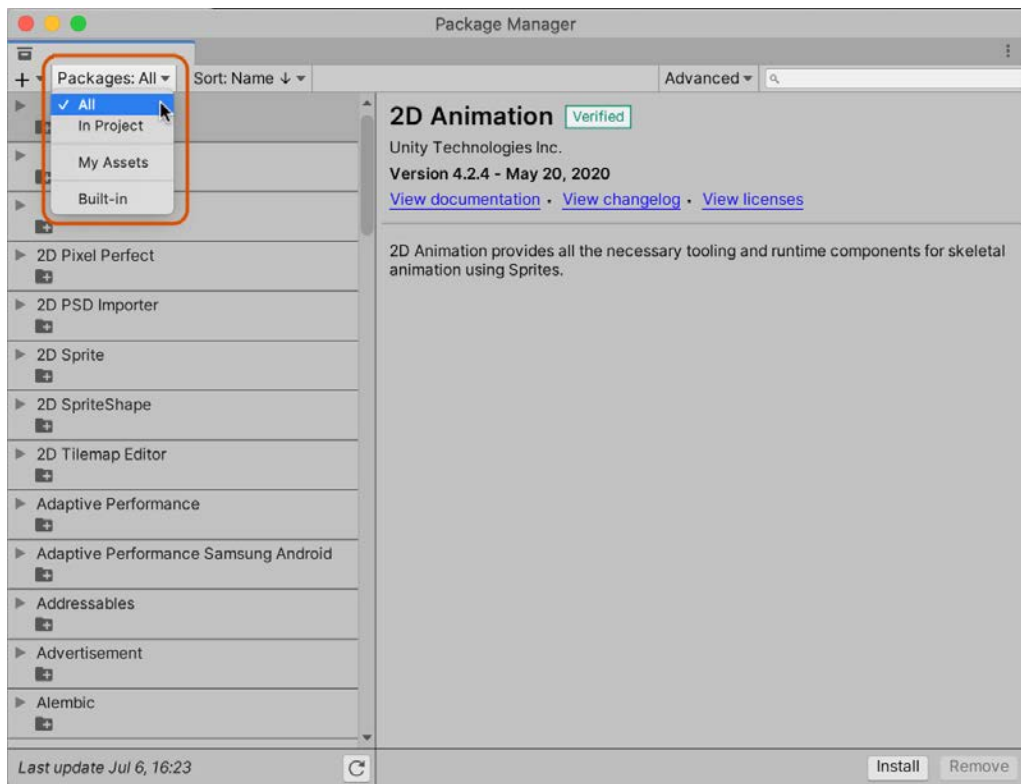 Package Manager
+ Packages: All Sort: Name ↓ Advanced
✓ All
In Project
My Assets
Built-in
2D Pixel Perfect
2D PSD Importer
2D Sprite
2D SpriteShape
2D Tilemap Editor
Adaptive Performance
Adaptive Performance Samsung Android
Addressables
Advertisement
Alembic
Last update Jul 6, 16:23
2D Animation Verified
Unity Technologies Inc.
Version 4.2.4 - May 20, 2020
View documentation · View changelog · View licenses
2D Animation provides all the necessary tooling and runtime components for skeletal
animation using Sprites.
Install Remove